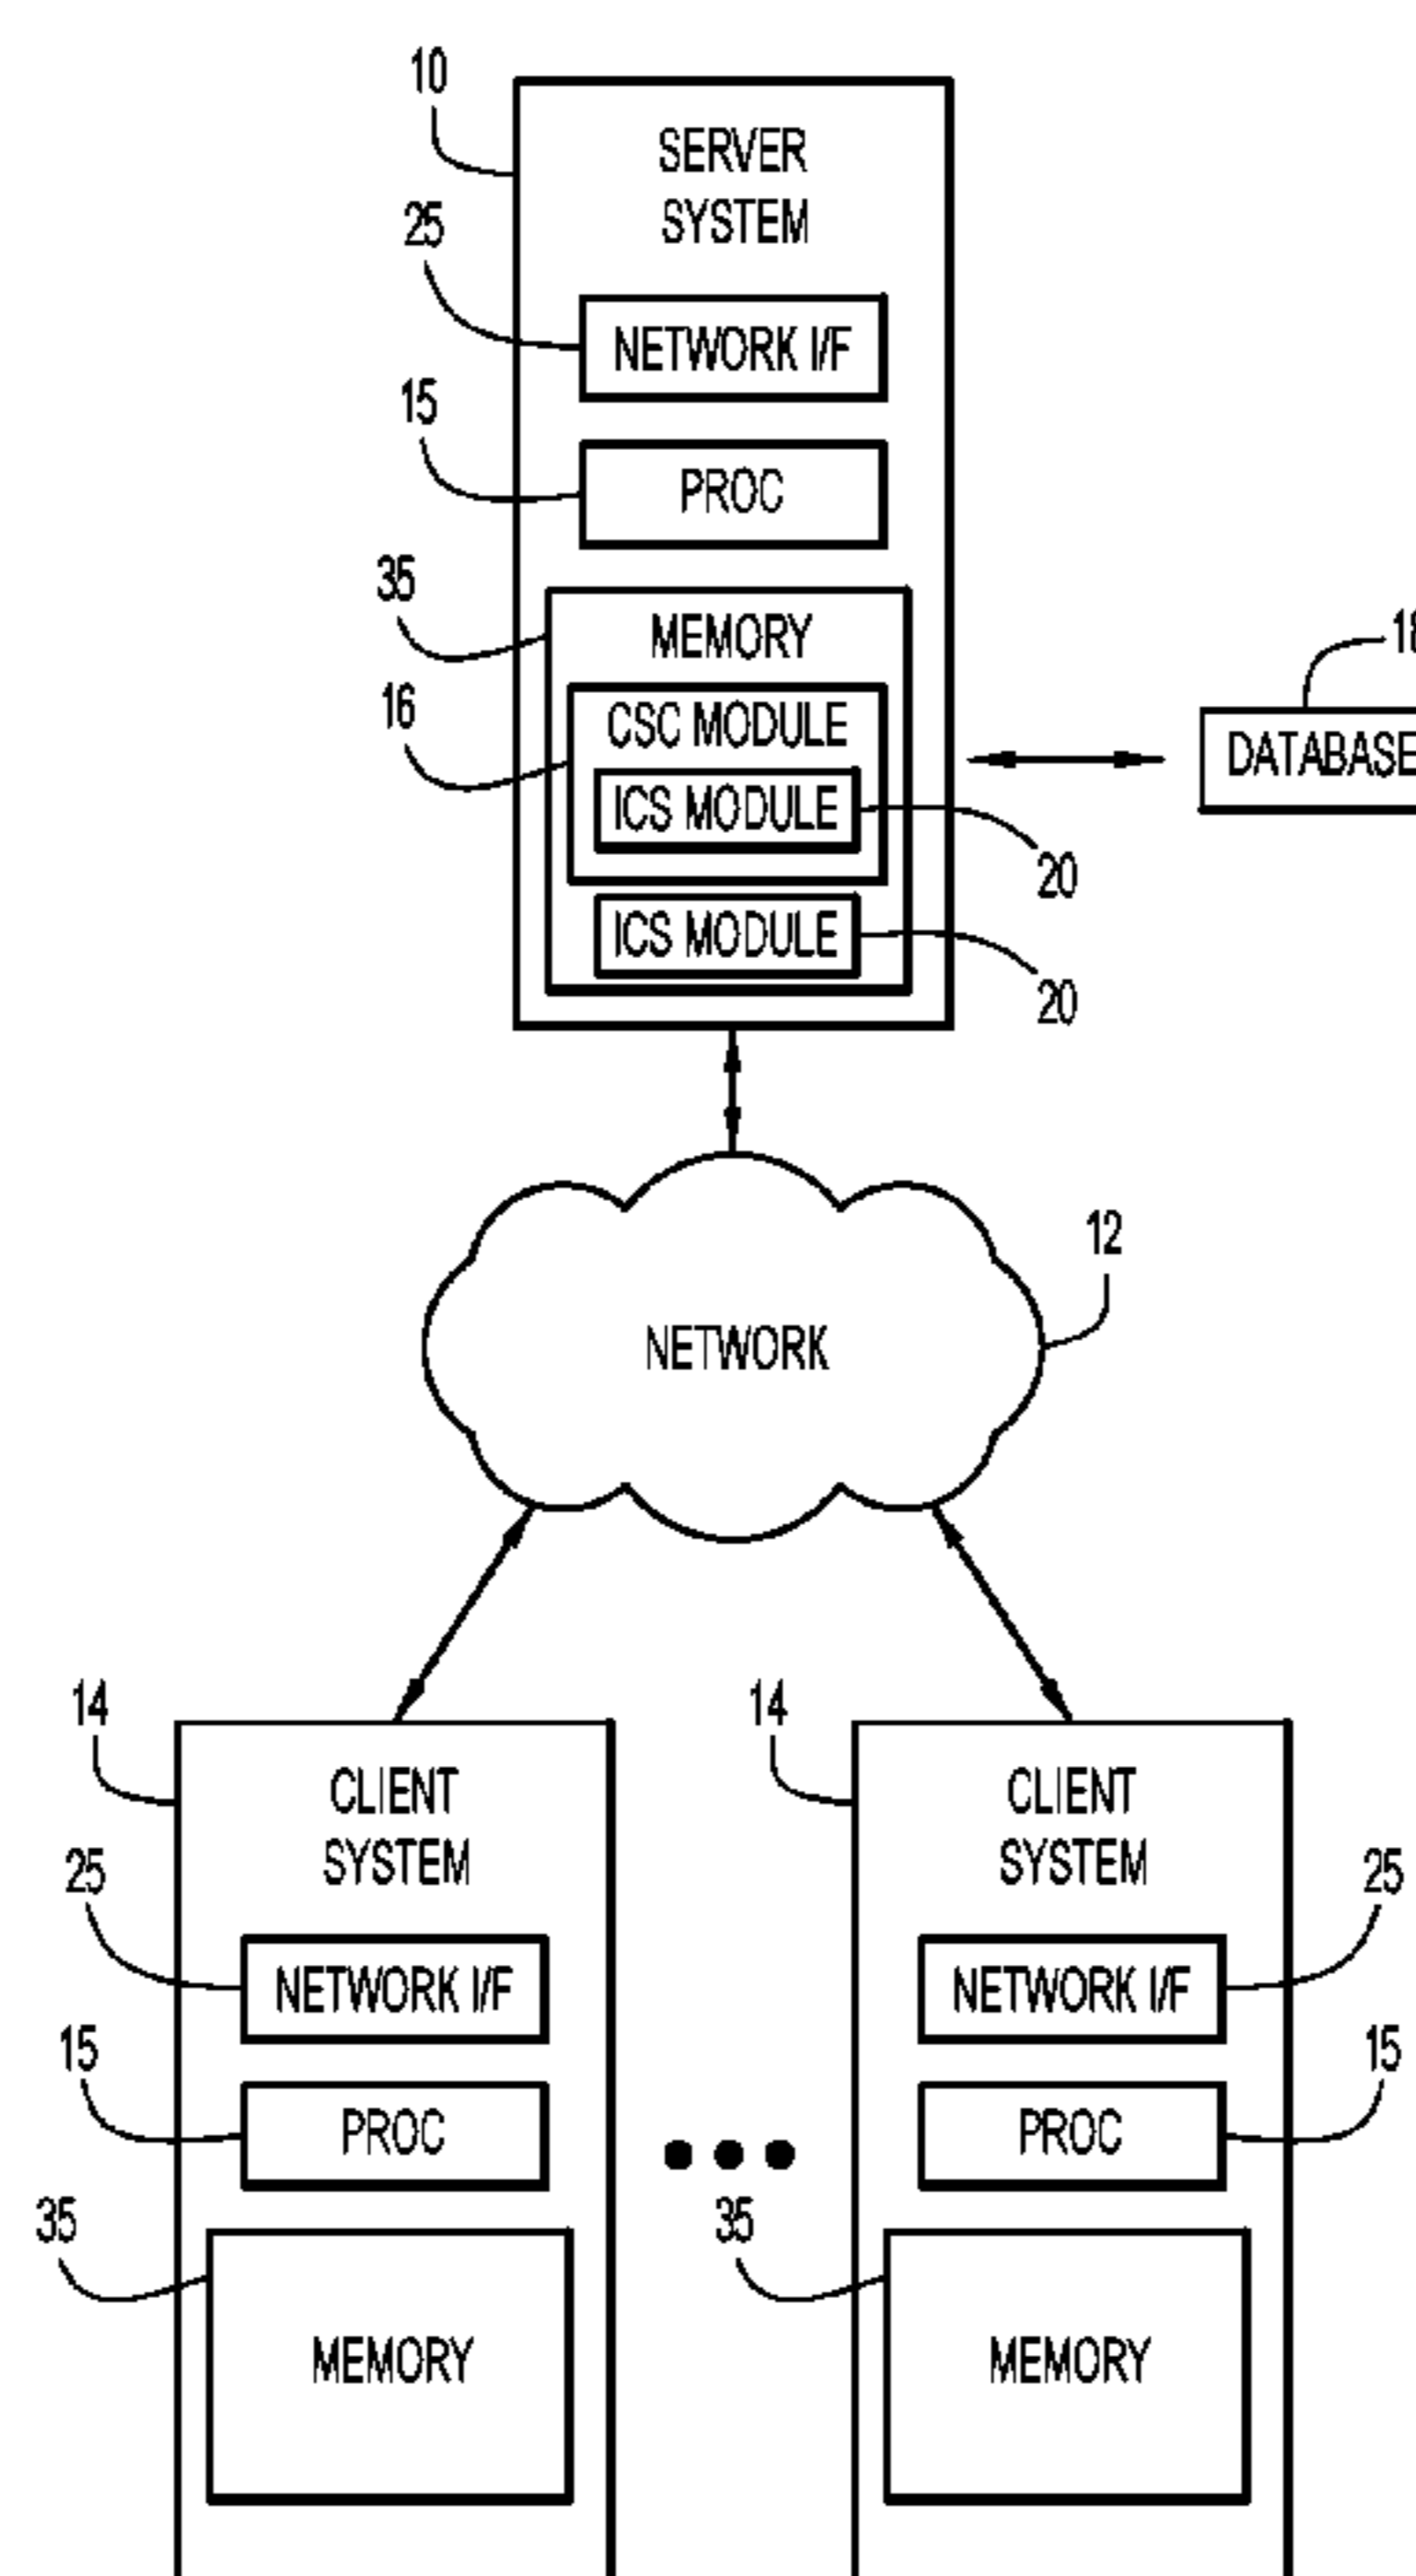 10
SERVER
SYSTEM
25
NETWORK I/F
15
PROC
35
MEMORY
16
CSC MODULE
ICS MODULE
20
ICS MODULE
20
DATABASE
12
NETWORK
14
CLIENT
SYSTEM
25
NETWORK I/F
15
PROC
35
MEMORY
14
CLIENT
SYSTEM
25
NETWORK I/F
15
PROC
35
MEMORY